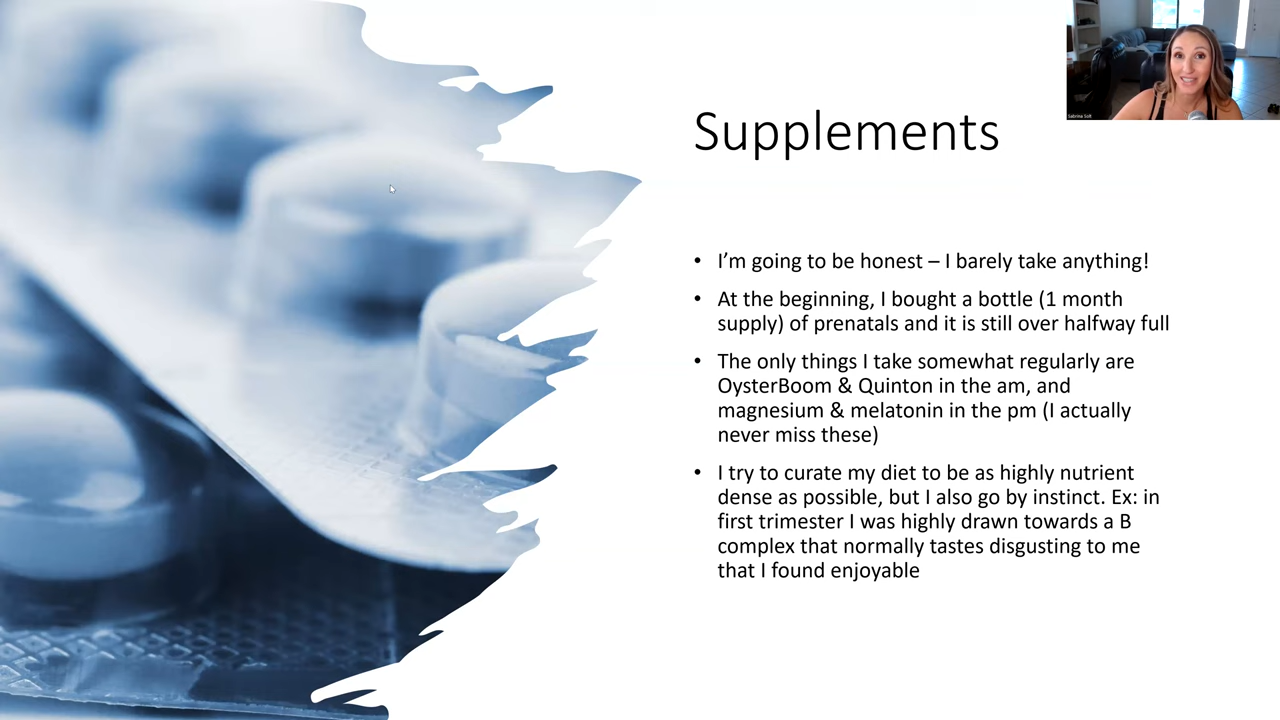 Sabrina Solt
Supplements
• I'm going to be honest – I barely take anything!
• At the beginning, I bought a bottle (1 month
supply) of prenatals and it is still over halfway full
• The only things I take somewhat regularly are
OysterBoom & Quinton in the am, and
magnesium & melatonin in the pm (I actually
never miss these)
• I try to curate my diet to be as highly nutrient
dense as possible, but I also go by instinct. Ex: in
first trimester I was highly drawn towards a B
complex that normally tastes disgusting to me
that I found enjoyable